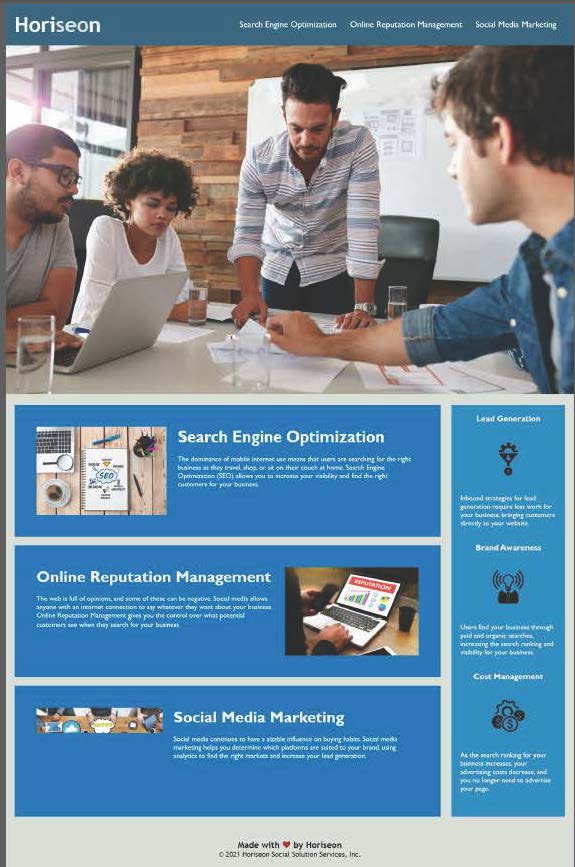 Horiseon
Search Engine Optimization
Online Reputation Management
Social Media Marketing
Search Engine Optimization
The dominance of mobile internet use means that users are searching for the right
business as they travel, shop, or sit on their couch at home. Search Engine
Optimization (SEO) allows you to increase your visibility and find the right
customers for your business.
SEO
Online Reputation Management
The web is full of opinions, and some of these can be negative. Social media allows
anyone with an internet connection to say whatever they want about your business.
Online Reputation Management gives you the control over what potential
customers see when they search for your business.
REPUTATION
Social Media Marketing
Social media continues to have a sizable influence on buying habits. Social media
marketing helps you determine which platforms are suited to your brand, using
analytics to find the right markets and increase your lead generation.
Lead Generation
Inbound strategies for lead
generation require less work for
your business, bringing customers
directly to your website.
Brand Awareness
Users find your business through
paid and organic searches,
increasing the search ranking and
visibility for your business.
Cost Management
As the search ranking for your
business increases, your
advertising costs decrease, and
you no longer need to advertise
your page.
Made with ❤ by Horiseon
© 2021 Horiseon Social Solution Services, Inc.